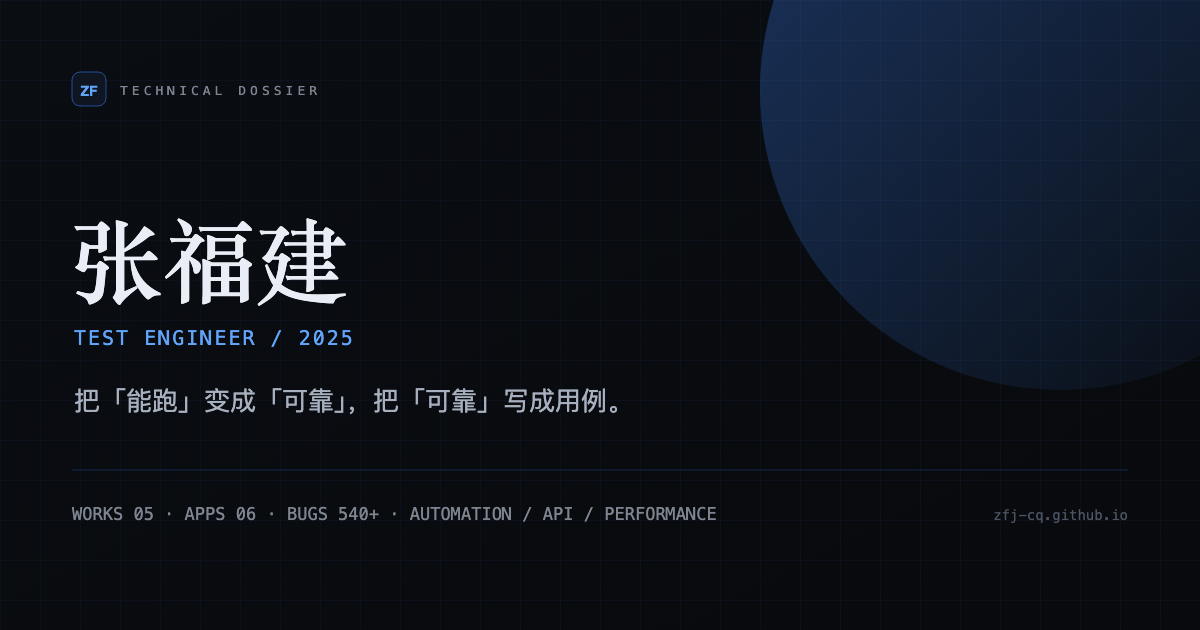 ZF TECHNICAL DOSSIER
张福建
TEST ENGINEER / 2025
把「能跑」变成「可靠」，把「可靠」写成用例。
WORKS 05 · APPS 06 · BUGS 540+ · AUTOMATION / API / PERFORMANCE
zfj-cq.github.io